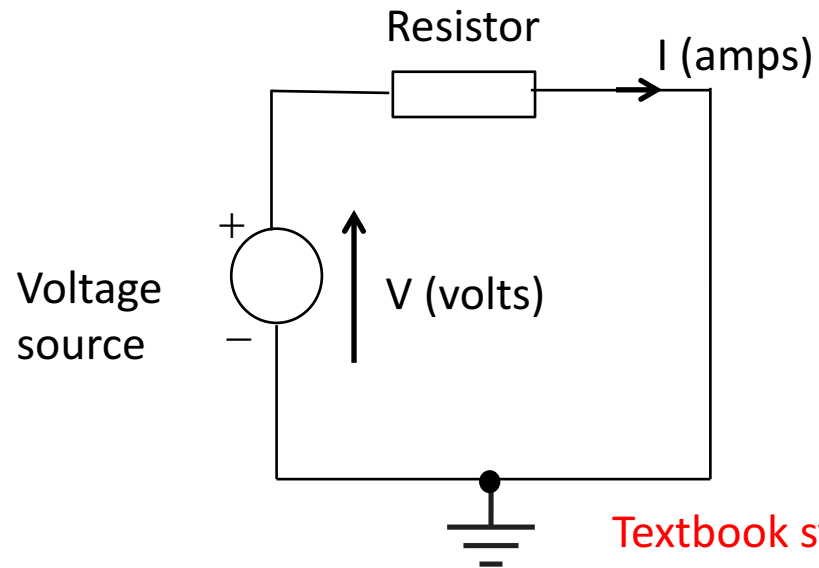 Resistor
I (amps)
+
Voltage
source
V (volts)
−
Textbook